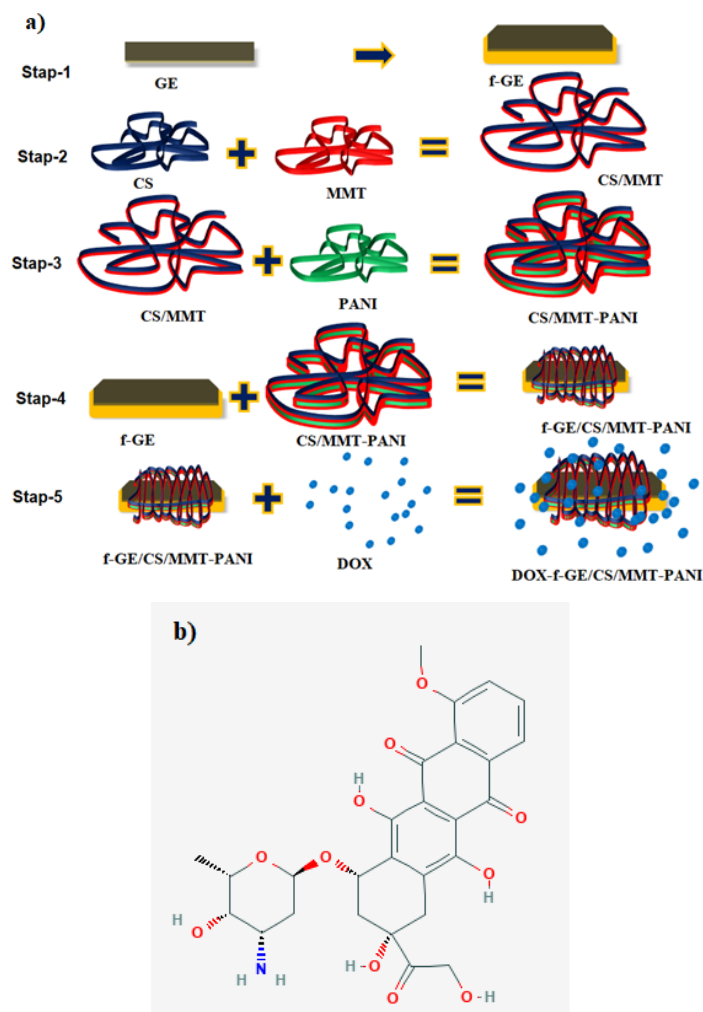 a)
Stap-1
GE
f-GE
Stap-2
CS
MMT
CS/MMT
Stap-3
CS/MMT
PANI
CS/MMT-PANI
Stap-4
f-GE
CS/MMT-PANI
f-GE/CS/MMT-PANI
Stap-5
f-GE/CS/MMT-PANI
DOX
DOX-f-GE/CS/MMT-PANI
b)
O
O
H
O
O
O
O
O
H
H
O
N
H H
H-O
O
O-H